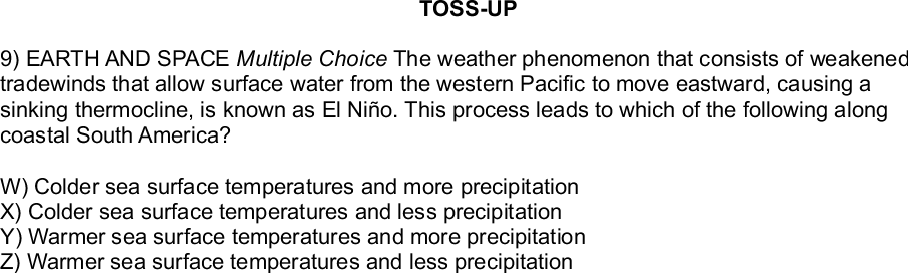 TOSS-UP
9) EARTH AND SPACE Multiple Choice The weather phenomenon that consists of weakened
tradewinds that allow surface water from the western Pacific to move eastward, causing a
sinking thermocline, is known as El Niño. This process leads to which of the following along
coastal South America?
W) Colder sea surface temperatures and more precipitation
X) Colder sea surface temperatures and less precipitation
Y) Warmer sea surface temperatures and more precipitation
Z) Warmer sea surface temperatures and less precipitation